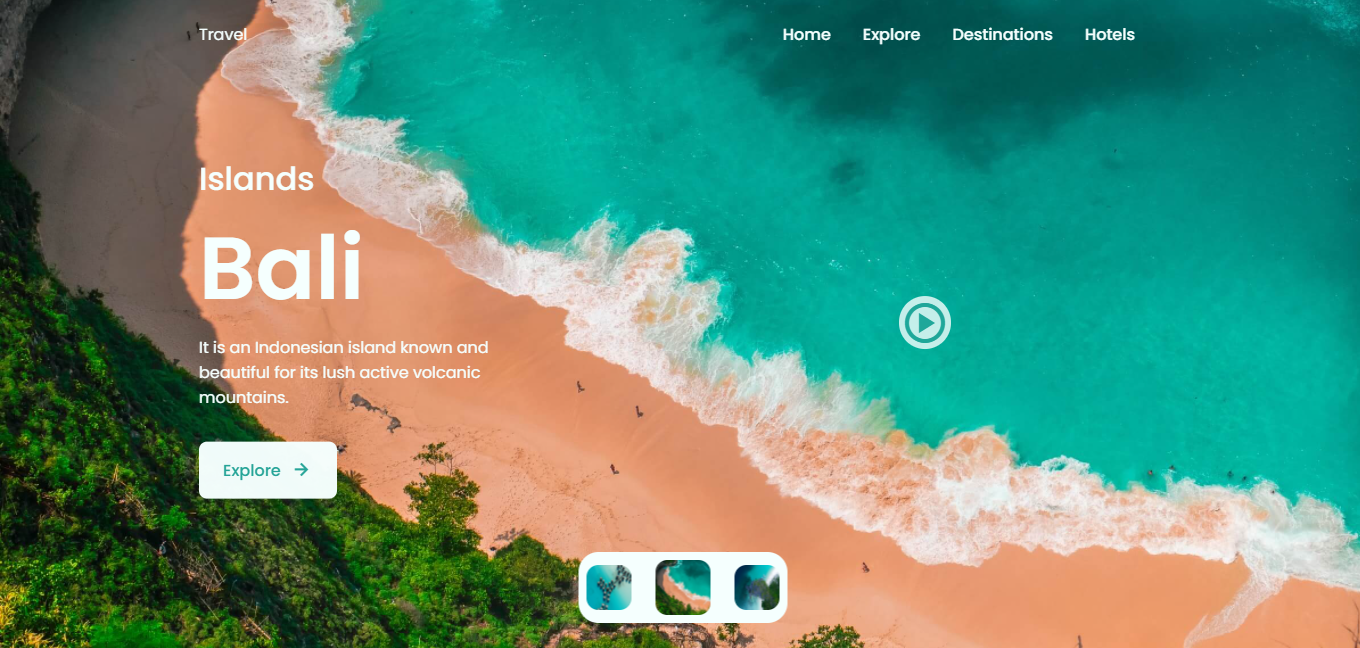 Travel
Home Explore Destinations Hotels
Islands
Bali
It is an Indonesian island known and
beautiful for its lush active volcanic
mountains.
Explore